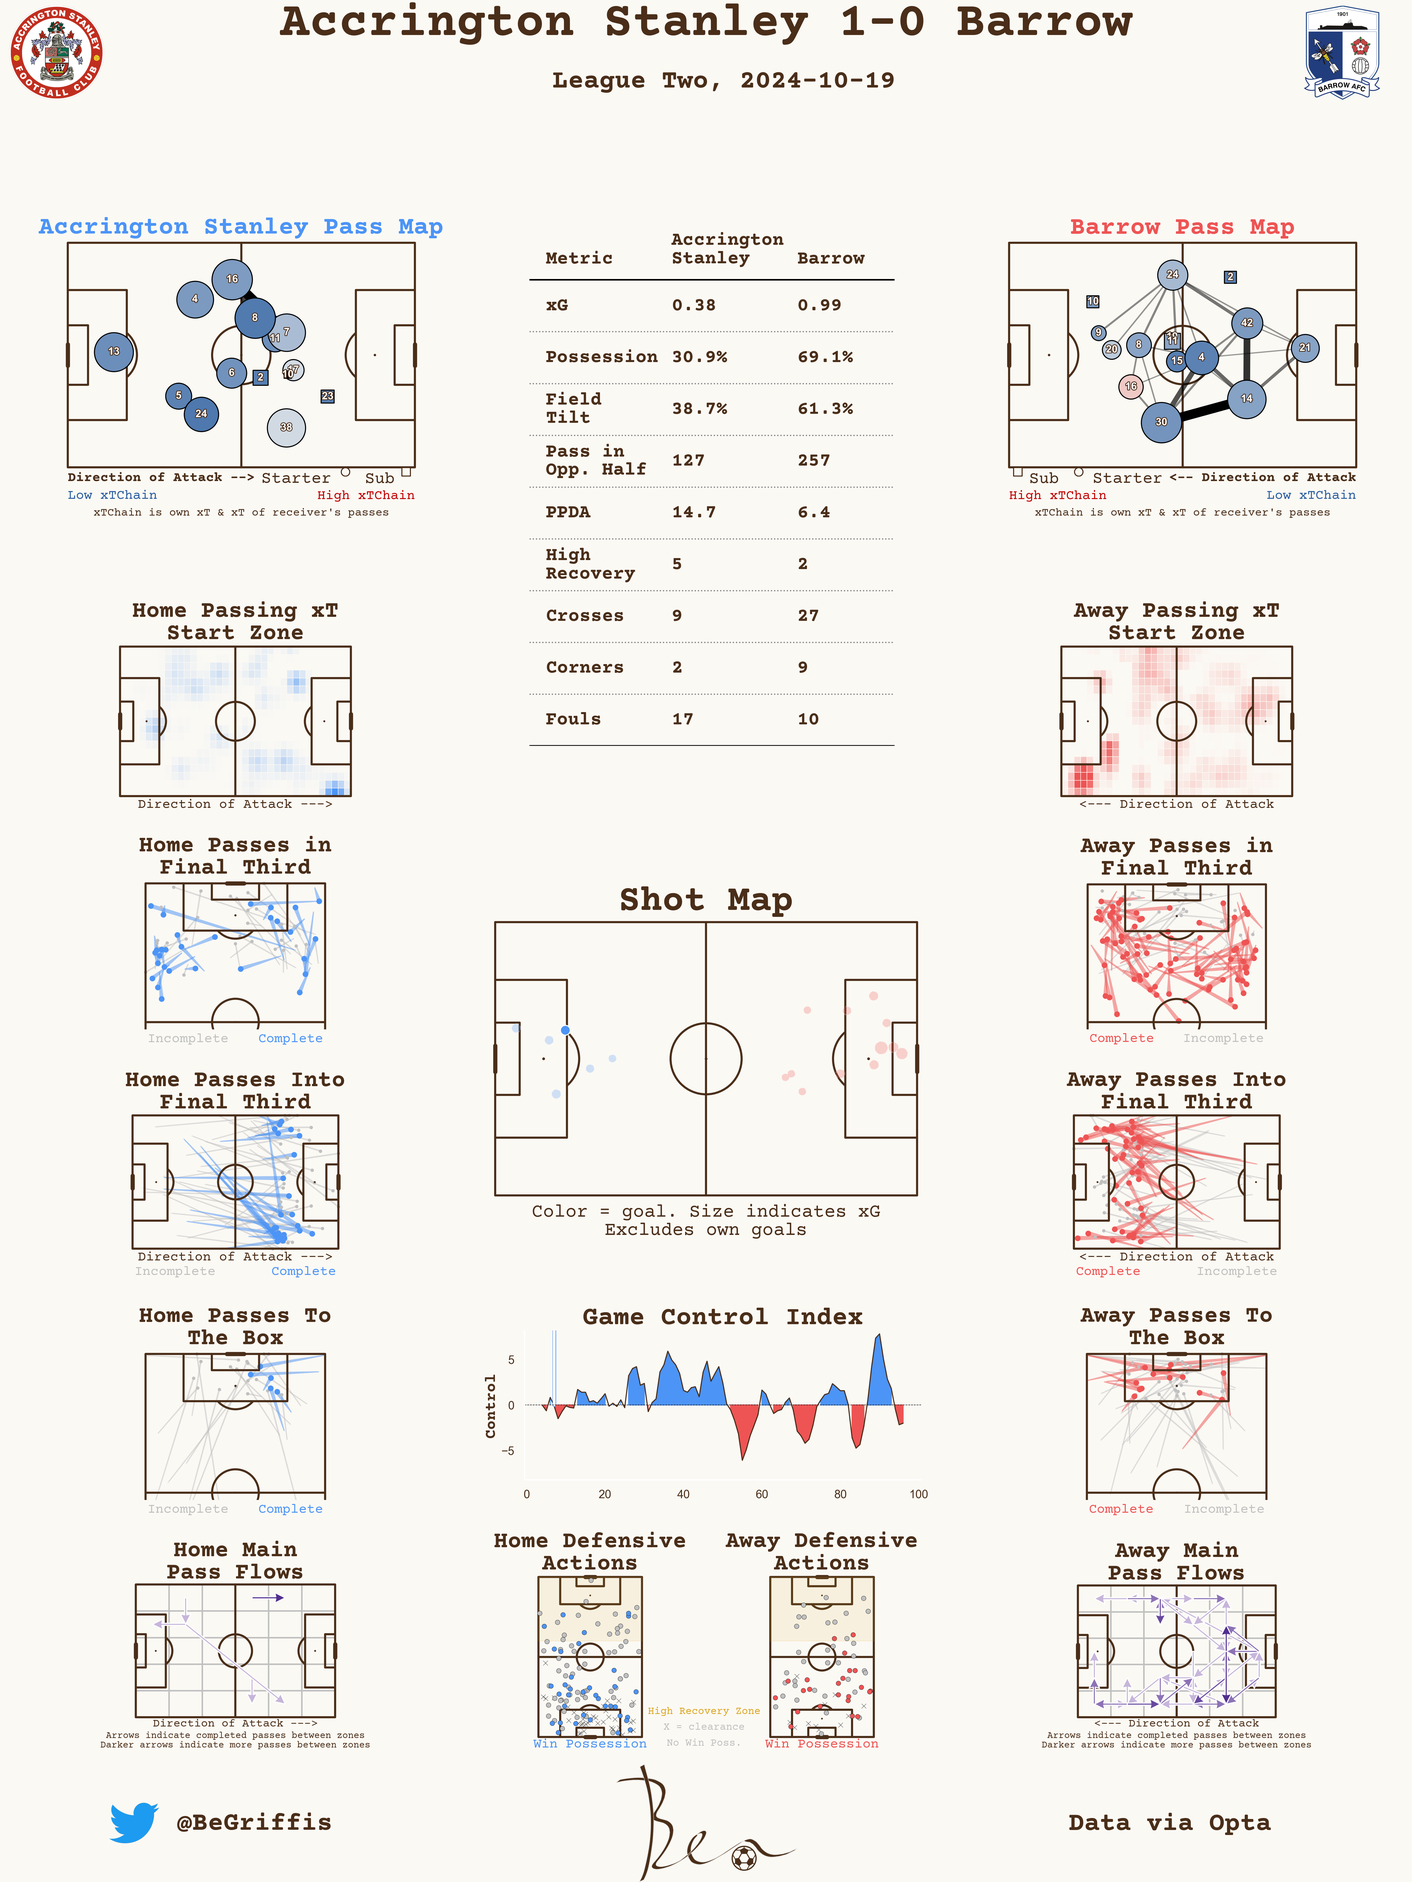 Accrington Stanley 1-0 Barrow
League Two, 2024-10-19
ACCRINGTON STANLEY
FOOTBALL CLUB
1901
BARROW AFC
Accrington Stanley Pass Map
16
4
8
7
11
13
6
2
10
17
5
24
23
38
Direction of Attack --> Starter Sub
Low xTChain High xTChain
xTChain is own xT & xT of receiver's passes
Metric Accrington Stanley Barrow
xG 0.38 0.99
Possession 30.9% 69.1%
Field Tilt 38.7% 61.3%
Pass in Opp. Half 127 257
PPDA 14.7 6.4
High Recovery 5 2
Crosses 9 27
Corners 2 9
Fouls 17 10
Barrow Pass Map
24
2
10
9
42
20
8
11
15
4
21
16
14
30
Sub Starter <-- Direction of Attack
High xTChain Low xTChain
xTChain is own xT & xT of receiver's passes
Home Passing xT
Start Zone
Direction of Attack --->
Away Passing xT
Start Zone
<--- Direction of Attack
Home Passes in
Final Third
Incomplete Complete
Away Passes in
Final Third
Complete Incomplete
Shot Map
Color = goal. Size indicates xG
Excludes own goals
Home Passes Into
Final Third
Direction of Attack --->
Incomplete Complete
Away Passes Into
Final Third
<--- Direction of Attack
Complete Incomplete
Home Passes To
The Box
Incomplete Complete
Game Control Index
Control
5
0
−5
0 20 40 60 80 100
Away Passes To
The Box
Complete Incomplete
Home Main
Pass Flows
Direction of Attack --->
Arrows indicate completed passes between zones
Darker arrows indicate more passes between zones
Home Defensive
Actions
Win Possession
Away Defensive
Actions
Win Possession
High Recovery Zone
X = clearance
No Win Poss.
Away Main
Pass Flows
<--- Direction of Attack
Arrows indicate completed passes between zones
Darker arrows indicate more passes between zones
@BeGriffis
Ben
Data via Opta